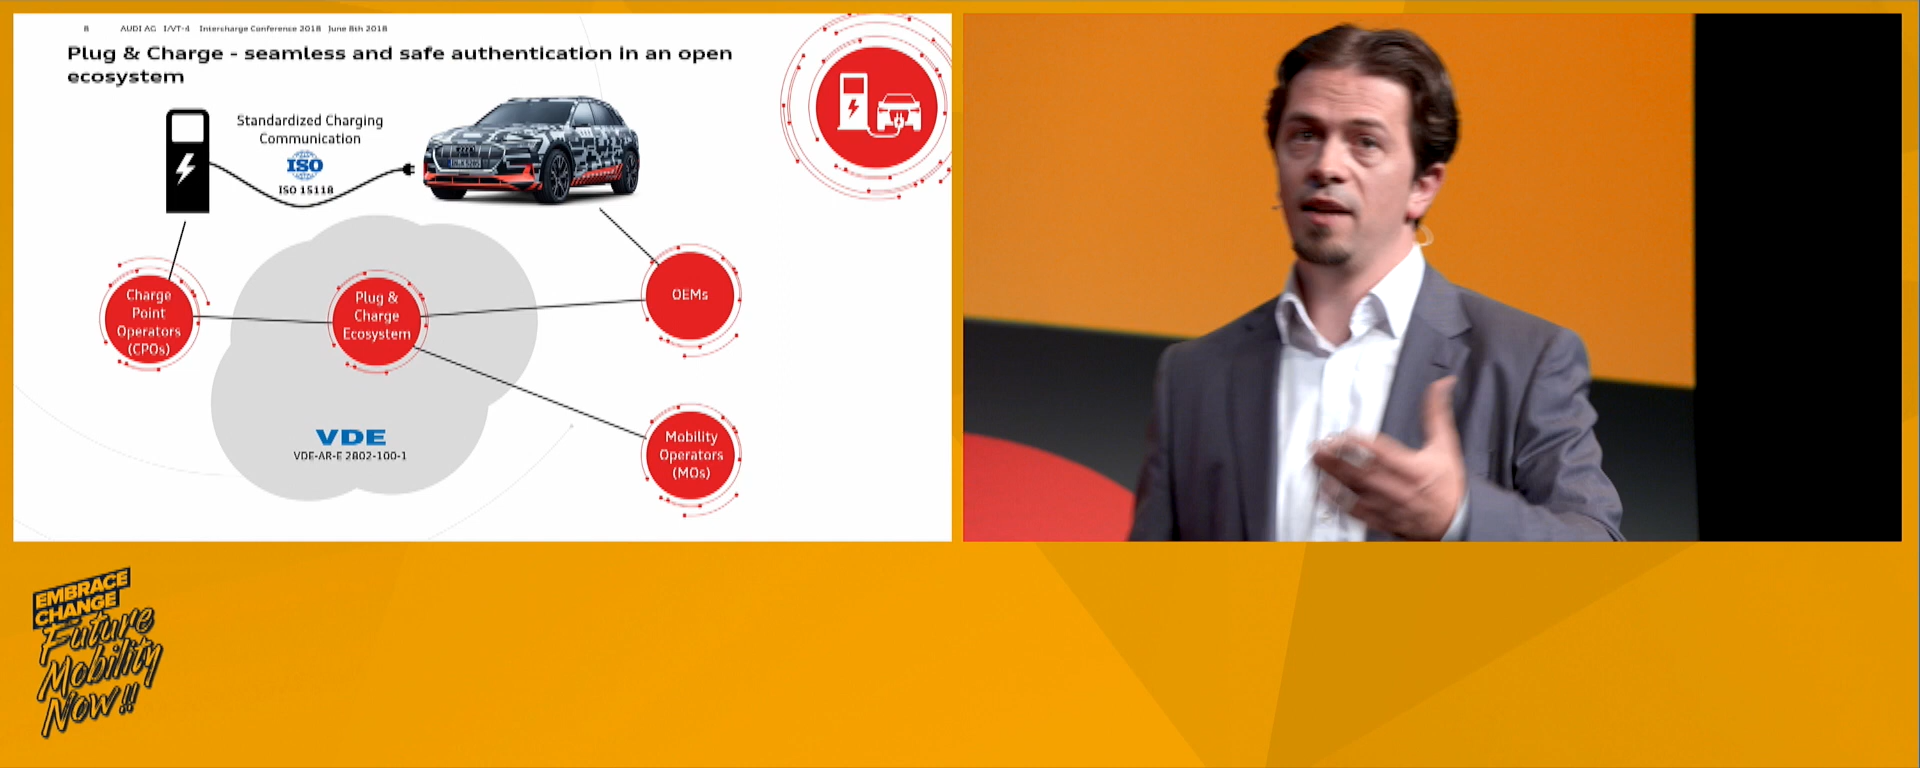 8 AUDI AG I/VT-4 Intercharge Conference 2018 June 8th 2018
Plug & Charge - seamless and safe authentication in an open
ecosystem
Standardized Charging
Communication
ISO
ISO 15118
Charge
Point
Operators
(CPOs)
Plug &
Charge
Ecosystem
OEMs
Mobility
Operators
(MOs)
VDE
VDE-AR-E 2802-100-1
EMBRACE
CHANGE
Future
Mobility
Now!!